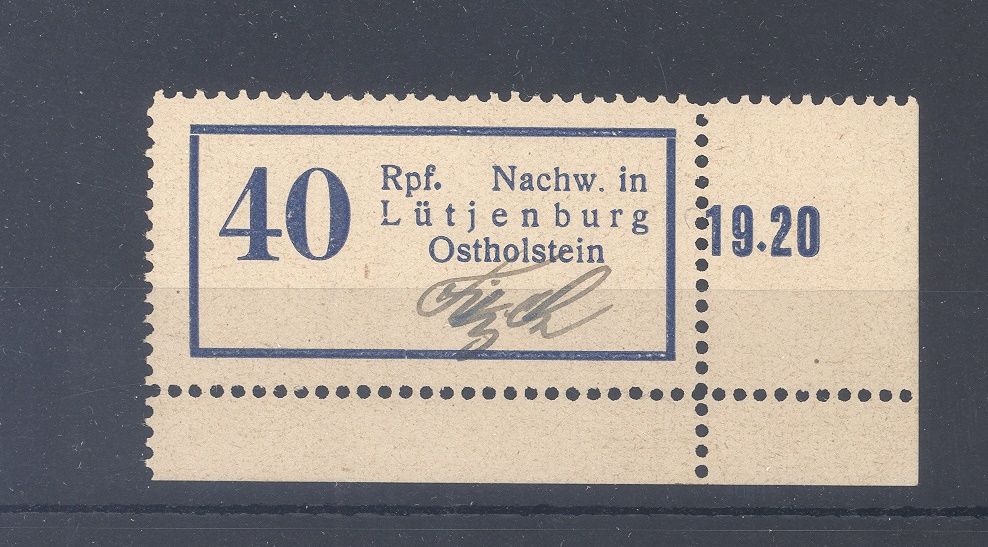 40 Rpf. Nachw. in
Lütjenburg
Ostholstein
19.20